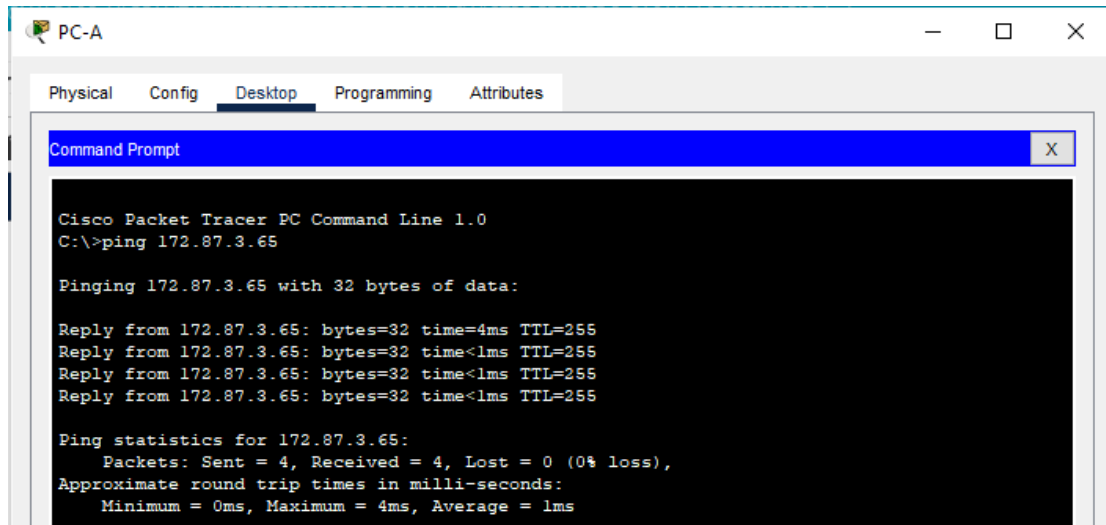 PC-A
Physical Config Desktop Programming Attributes
Command Prompt
X
Cisco Packet Tracer PC Command Line 1.0
C:\>ping 172.87.3.65
Pinging 172.87.3.65 with 32 bytes of data:
Reply from 172.87.3.65: bytes=32 time=4ms TTL=255
Reply from 172.87.3.65: bytes=32 time<1ms TTL=255
Reply from 172.87.3.65: bytes=32 time<1ms TTL=255
Reply from 172.87.3.65: bytes=32 time<1ms TTL=255
Ping statistics for 172.87.3.65:
Packets: Sent = 4, Received = 4, Lost = 0 (0% loss),
Approximate round trip times in milli-seconds:
Minimum = 0ms, Maximum = 4ms, Average = 1ms